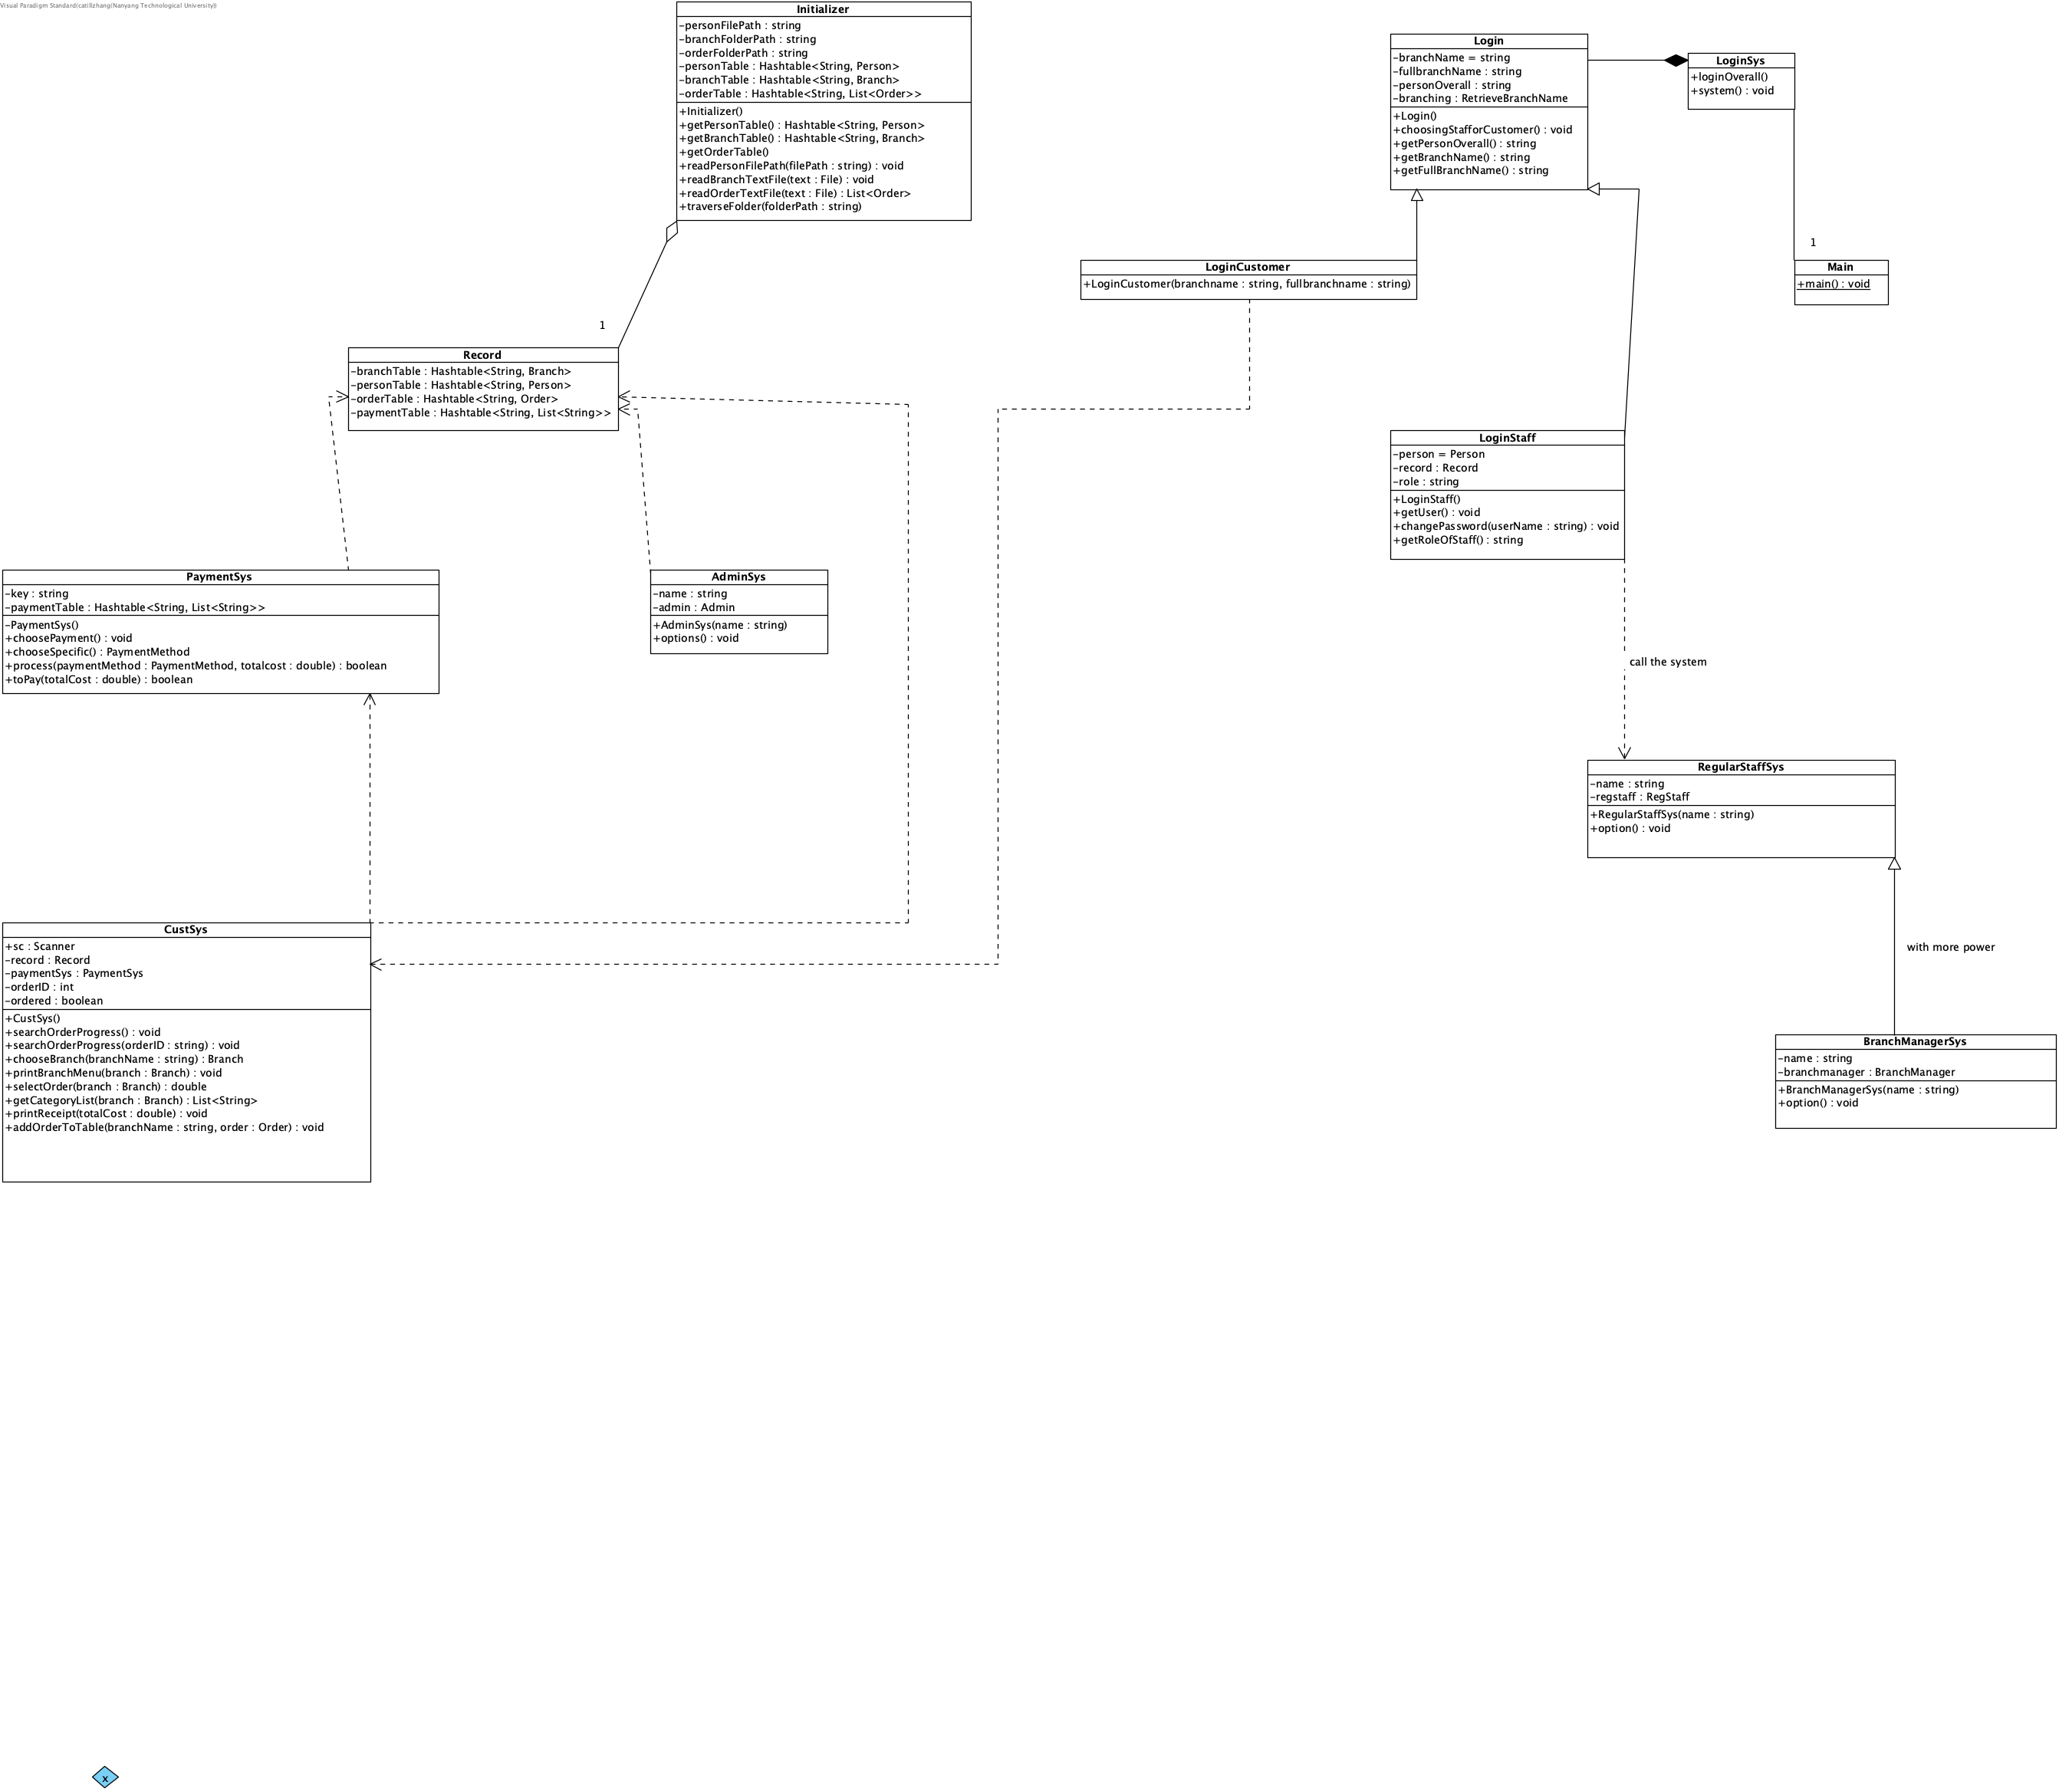 Visual Paradigm Standard(catillzhang(Nanyang Technological University))
Initializer
-personFilePath : string
-branchFolderPath : string
-orderFolderPath : string
-personTable : Hashtable<String, Person>
-branchTable : Hashtable<String, Branch>
-orderTable : Hashtable<String, List<Order>>
+Initializer()
+getPersonTable() : Hashtable<String, Person>
+getBranchTable() : Hashtable<String, Branch>
+getOrderTable()
+readPersonFilePath(filePath : string) : void
+readBranchTextFile(text : File) : void
+readOrderTextFile(text : File) : List<Order>
+traverseFolder(folderPath : string)
Login
-branchName = string
-fullbranchName : string
-personOverall : string
-branching : RetrieveBranchName
+Login()
+choosingStafforCustomer() : void
+getPersonOverall() : string
+getBranchName() : string
+getFullBranchName() : string
LoginSys
+loginOverall()
+system() : void
1
Main
+main() : void
LoginCustomer
+LoginCustomer(branchname : string, fullbranchname : string)
1
Record
-branchTable : Hashtable<String, Branch>
-personTable : Hashtable<String, Person>
-orderTable : Hashtable<String, Order>
-paymentTable : Hashtable<String, List<String>>
LoginStaff
-person = Person
-record : Record
-role : string
+LoginStaff()
+getUser() : void
+changePassword(userName : string) : void
+getRoleOfStaff() : string
PaymentSys
-key : string
-paymentTable : Hashtable<String, List<String>>
-PaymentSys()
+choosePayment() : void
+chooseSpecific() : PaymentMethod
+process(paymentMethod : PaymentMethod, totalcost : double) : boolean
+toPay(totalCost : double) : boolean
AdminSys
-name : string
-admin : Admin
+AdminSys(name : string)
+options() : void
call the system
RegularStaffSys
-name : string
-regstaff : RegStaff
+RegularStaffSys(name : string)
+option() : void
with more power
CustSys
+sc : Scanner
-record : Record
-paymentSys : PaymentSys
-orderID : int
-ordered : boolean
+CustSys()
+searchOrderProgress() : void
+searchOrderProgress(orderID : string) : void
+chooseBranch(branchName : string) : Branch
+printBranchMenu(branch : Branch) : void
+selectOrder(branch : Branch) : double
+getCategoryList(branch : Branch) : List<String>
+printReceipt(totalCost : double) : void
+addOrderToTable(branchName : string, order : Order) : void
BranchManagerSys
-name : string
-branchmanager : BranchManager
+BranchManagerSys(name : string)
+option() : void
x